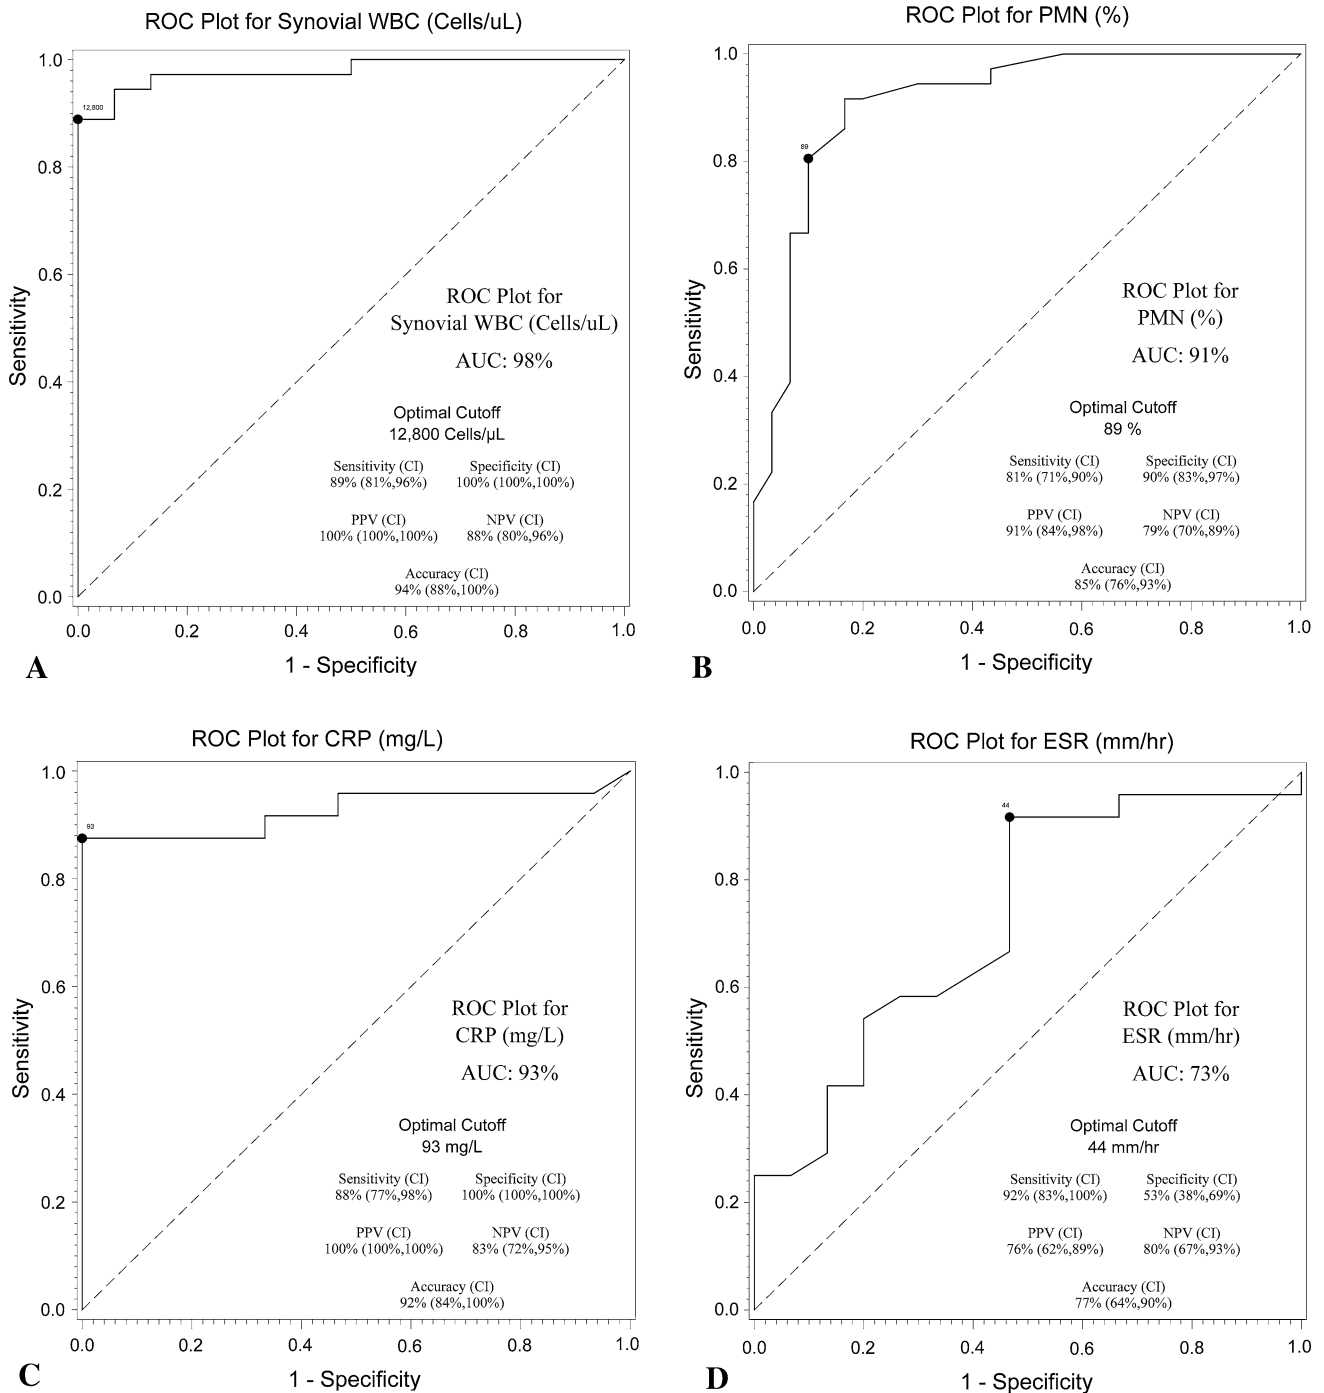 ROC Plot for Synovial WBC (Cells/uL)
1.0
0.8
0.6
0.4
0.2
0.0
Sensitivity
12,800
ROC Plot for
Synovial WBC (Cells/uL)
AUC: 98%
Optimal Cutoff
12,800 Cells/µL
Sensitivity (CI) Specificity (CI)
89% (81%,96%) 100% (100%,100%)
PPV (CI) NPV (CI)
100% (100%,100%) 88% (80%,96%)
Accuracy (CI)
94% (88%,100%)
0.0 0.2 0.4 0.6 0.8 1.0
1 - Specificity
A
ROC Plot for PMN (%)
1.0
0.8
0.6
0.4
0.2
0.0
Sensitivity
89
ROC Plot for
PMN (%)
AUC: 91%
Optimal Cutoff
89 %
Sensitivity (CI) Specificity (CI)
81% (71%,90%) 90% (83%,97%)
PPV (CI) NPV (CI)
91% (84%,98%) 79% (70%,89%)
Accuracy (CI)
85% (76%,93%)
0.0 0.2 0.4 0.6 0.8 1.0
1 - Specificity
B
ROC Plot for CRP (mg/L)
1.0
0.8
0.6
0.4
0.2
0.0
Sensitivity
93
ROC Plot for
CRP (mg/L)
AUC: 93%
Optimal Cutoff
93 mg/L
Sensitivity (CI) Specificity (CI)
88% (77%,98%) 100% (100%,100%)
PPV (CI) NPV (CI)
100% (100%,100%) 83% (72%,95%)
Accuracy (CI)
92% (84%,100%)
0.0 0.2 0.4 0.6 0.8 1.0
1 - Specificity
C
ROC Plot for ESR (mm/hr)
1.0
0.8
0.6
0.4
0.2
0.0
Sensitivity
44
ROC Plot for
ESR (mm/hr)
AUC: 73%
Optimal Cutoff
44 mm/hr
Sensitivity (CI) Specificity (CI)
92% (83%,100%) 53% (38%,69%)
PPV (CI) NPV (CI)
76% (62%,89%) 80% (67%,93%)
Accuracy (CI)
77% (64%,90%)
0.0 0.2 0.4 0.6 0.8 1.0
1 - Specificity
D